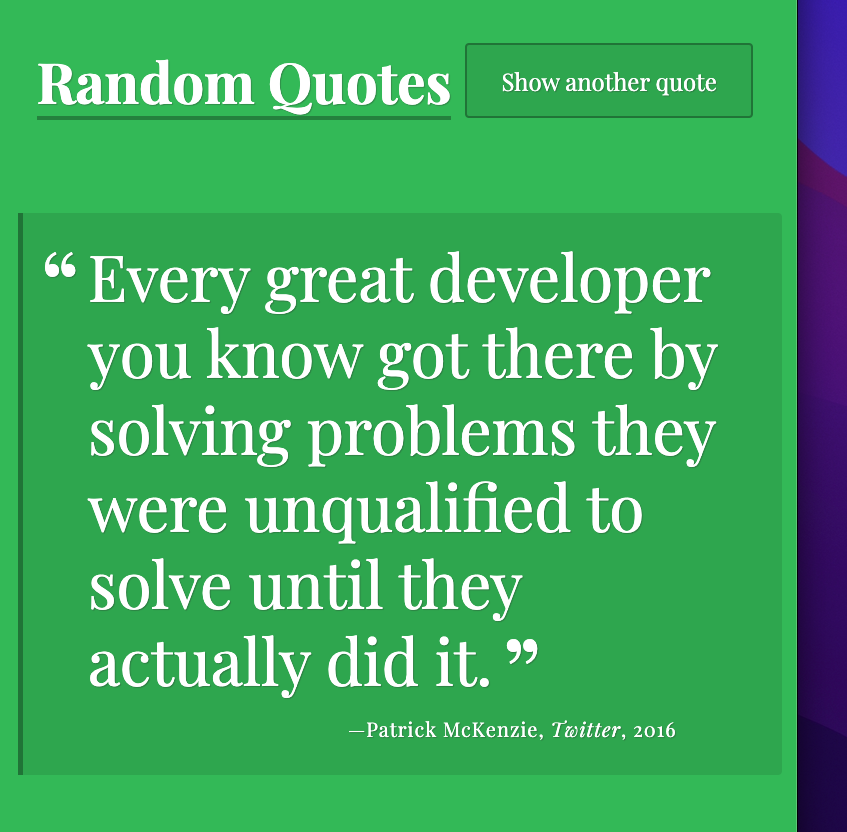 Random Quotes
Show another quote
“ Every great developer
you know got there by
solving problems they
were unqualified to
solve until they
actually did it. ”
—Patrick McKenzie, Twitter, 2016